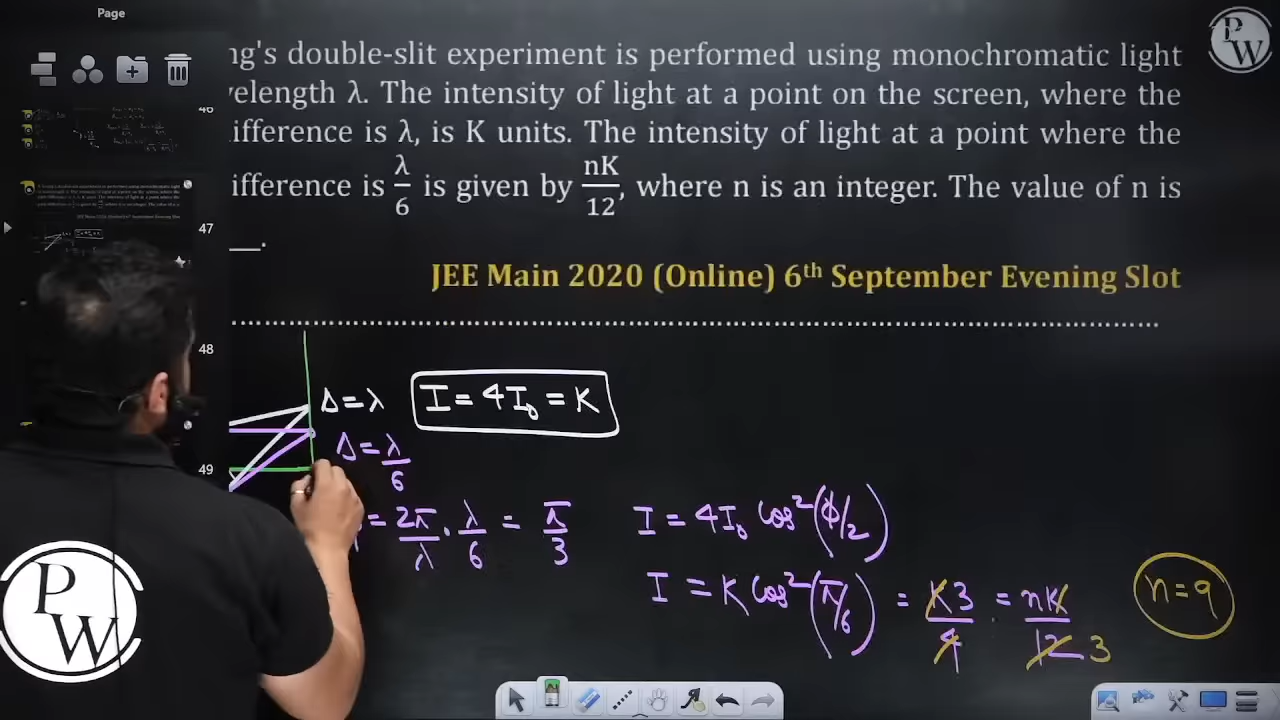 Page
ng's double-slit experiment is performed using monochromatic light
velength λ. The intensity of light at a point on the screen, where the
ifference is λ, is K units. The intensity of light at a point where the
ifference is λ/6 is given by nK/12, where n is an integer. The value of n is
___.
JEE Main 2020 (Online) 6th September Evening Slot
46
47
48
49
Δ = λ
I = 4I₀ = K
Δ = λ/6
= 2π/λ · λ/6 = π/3
I = 4I₀ cos²(ϕ/2)
I = K cos²(π/6) = K3/4 = nK/12 3
n = 9
P
W
P
W